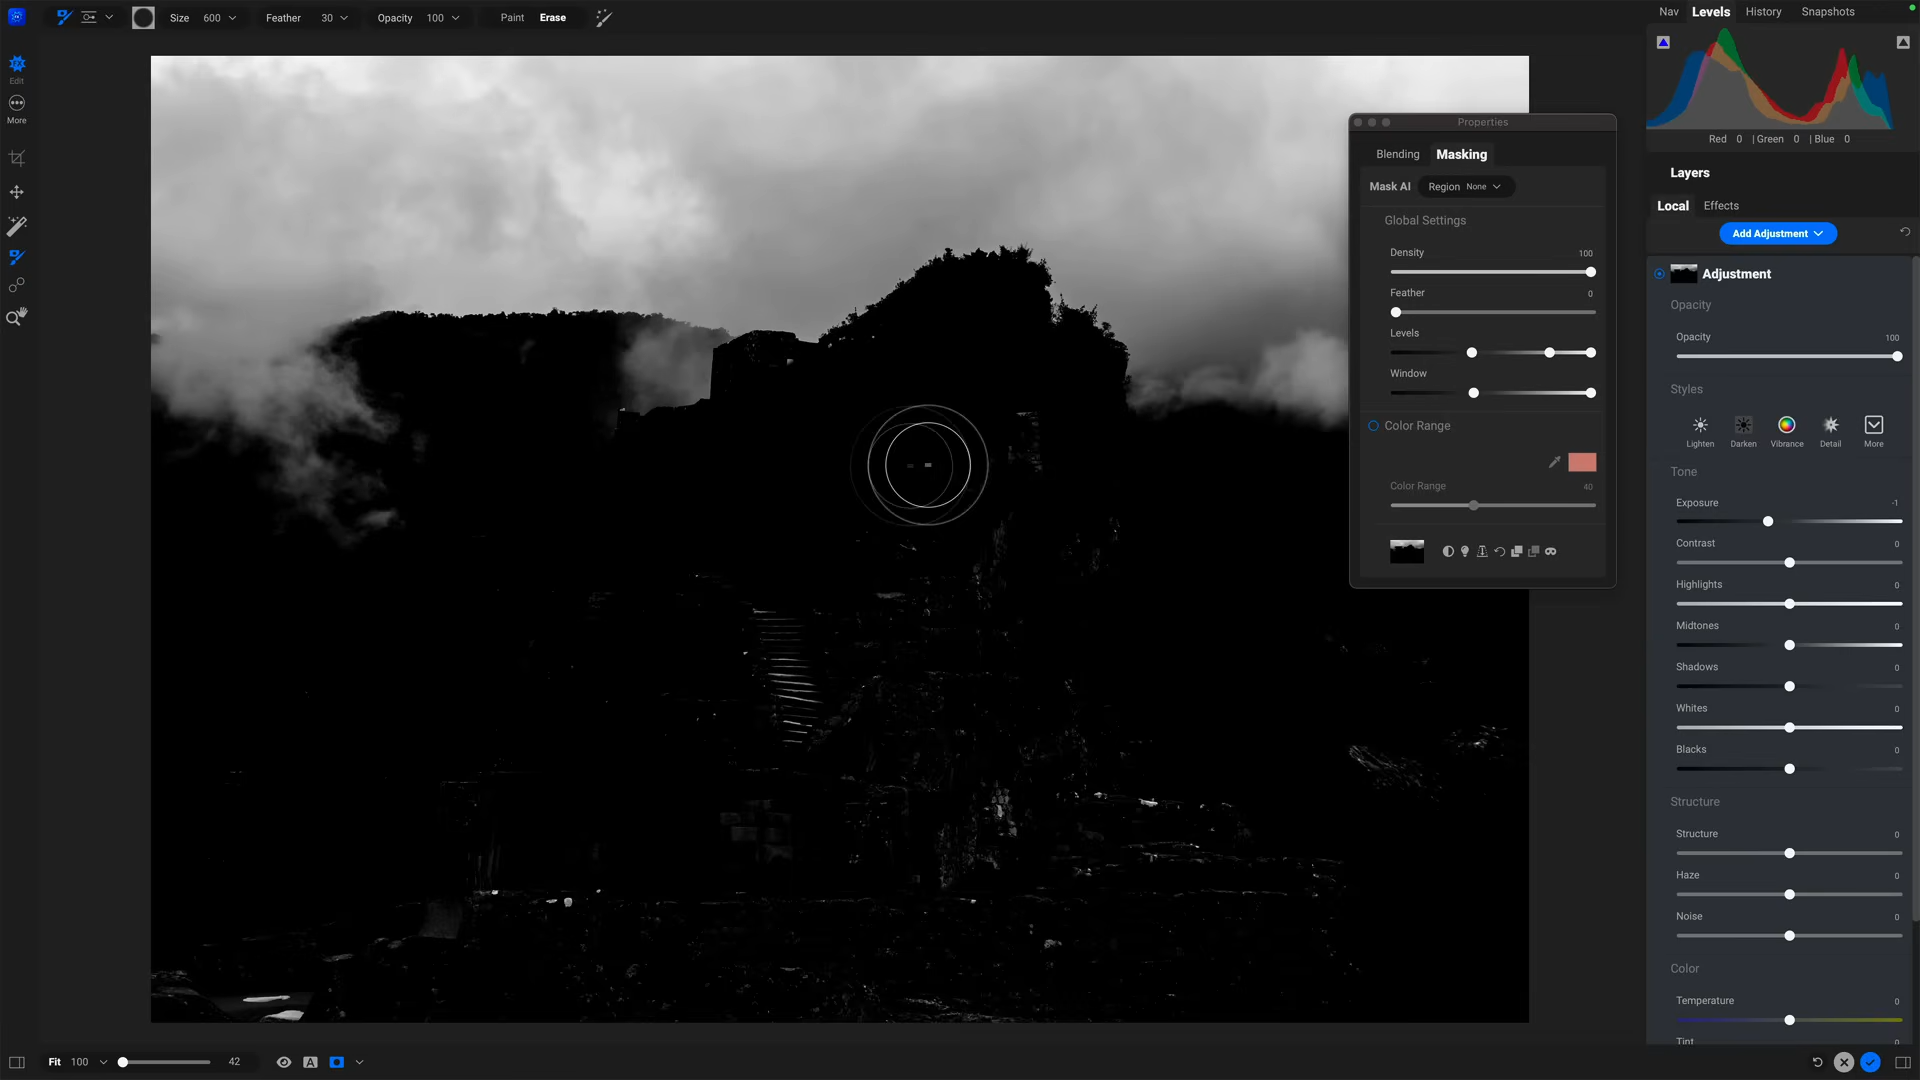 Size 600 Feather 30 Opacity 100 Paint Erase
Nav Levels History Snapshots
Edit
More
Red 0 | Green 0 | Blue 0
Properties
Blending Masking
Mask AI Region None
Global Settings
Density 100
Feather 0
Levels
Window
Color Range
Color Range 40
Layers
Local Effects
Add Adjustment
Adjustment
Opacity
Opacity 100
Styles
Lighten Darken Vibrance Detail More
Tone
Exposure -1
Contrast 0
Highlights 0
Midtones 0
Shadows 0
Whites 0
Blacks 0
Structure
Structure 0
Haze 0
Noise 0
Color
Temperature 0
Tint 0
Fit 100 42 A